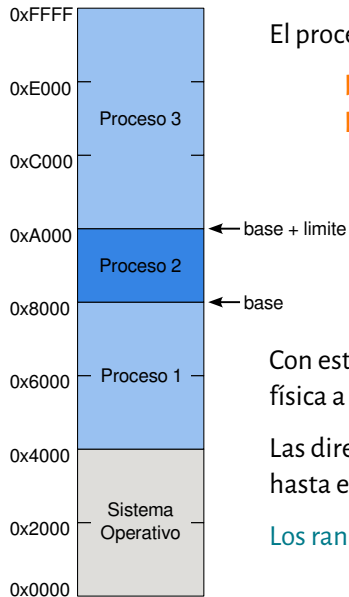 0xFFFF
El proce
0xE000
Proceso 3
0xC000
0xA000
base + limite
Proceso 2
0x8000
base
Con est
0x6000
Proceso 1
física a
0x4000
Las dire
hasta e
Sistema
Operativo
0x2000
Los ran
0x0000